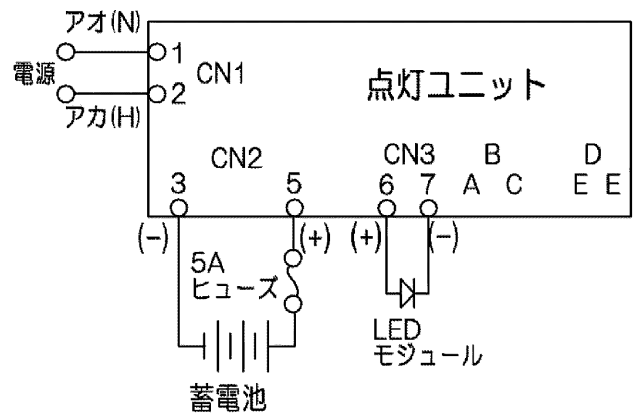 アオ(N)
1
電源
CN1
点灯ユニット
2
アカ(H)
CN2
CN3
B
D
3
5
6
7
A
C
E
E
(-)
(+)
(+)
(-)
5A
ヒューズ
LED
モジュール
蓄電池